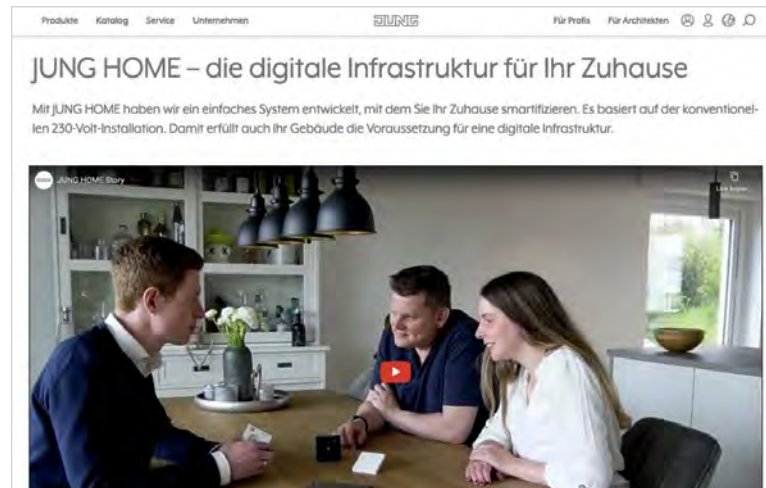 Produkte Katalog Service Unternehmen JUNG Für Profis Für Architekten
JUNG HOME – die digitale Infrastruktur für Ihr Zuhause
Mit JUNG HOME haben wir ein einfaches System entwickelt, mit dem Sie Ihr Zuhause smartifizieren. Es basiert auf der konventionel-
len 230-Volt-Installation. Damit erfüllt auch Ihr Gebäude die Voraussetzung für eine digitale Infrastruktur.
JUNG HOME Story